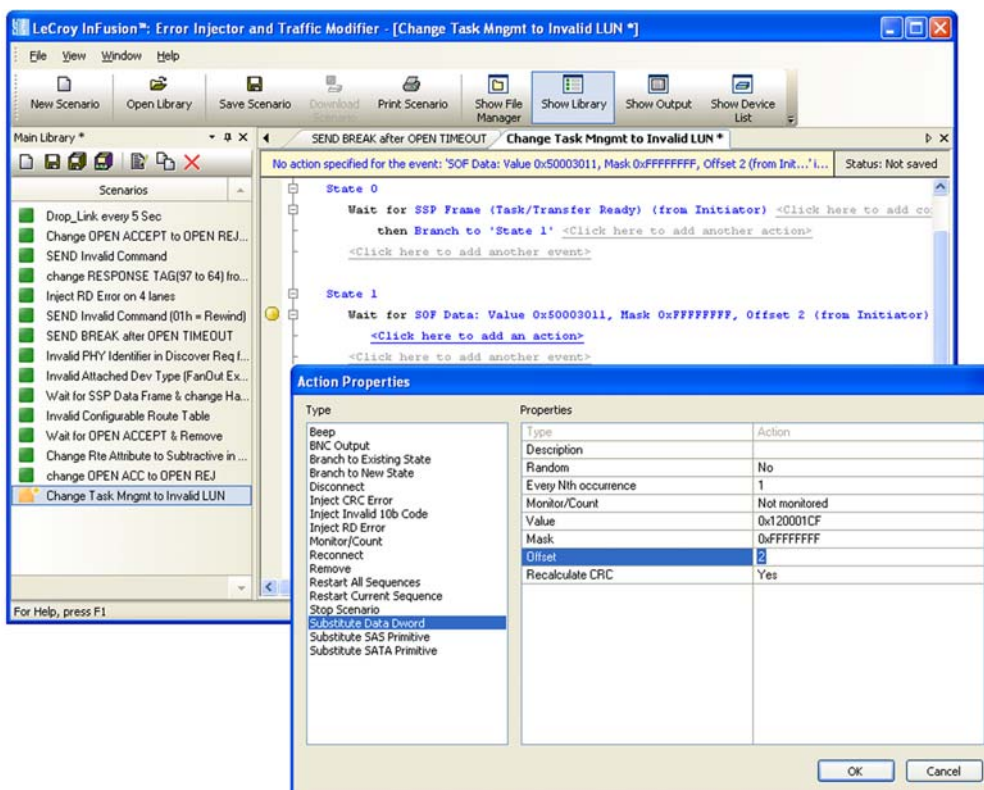 LeCroy InFusion™: Error Injector and Traffic Modifier - [Change Task Mngmt to Invalid LUN *]
File View Window Help
New Scenario Open Library Save Scenario Download Scenario Print Scenario Show File Manager Show Library Show Output Show Device List
Main Library *
SEND BREAK after OPEN TIMEOUT Change Task Mngmt to Invalid LUN *
No action specified for the event: 'SOF Data: Value 0x50003011, Mask 0xFFFFFFFF, Offset 2 (from Init...' i... Status: Not saved
Scenarios
Drop_Link every 5 Sec
Change OPEN ACCEPT to OPEN REJ...
SEND Invalid Command
change RESPONSE TAG(97 to 64) fro...
Inject RD Error on 4 lanes
SEND Invalid Command (01h = Rewind)
SEND BREAK after OPEN TIMEOUT
Invalid PHY Identifier in Discover Req f...
Invalid Attached Dev Type (FanOut Ex...
Wait for SSP Data Frame & change Ha...
Invalid Configurable Route Table
Wait for OPEN ACCEPT & Remove
Change Rte Attribute to Subtractive in ...
change OPEN ACC to OPEN REJ
Change Task Mngmt to Invalid LUN
State 0
Wait for SSP Frame (Task/Transfer Ready) (from Initiator) <Click here to add co
then Branch to 'State 1' <Click here to add another action>
<Click here to add another event>
State 1
Wait for SOF Data: Value 0x50003011, Mask 0xFFFFFFFF, Offset 2 (from Initiator)
<Click here to add an action>
<Click here to add another event>
For Help, press F1
Action Properties
Type
Beep
BNC Output
Branch to Existing State
Branch to New State
Disconnect
Inject CRC Error
Inject Invalid 10b Code
Inject RD Error
Monitor/Count
Reconnect
Remove
Restart All Sequences
Restart Current Sequence
Stop Scenario
Substitute Data Dword
Substitute SAS Primitive
Substitute SATA Primitive
Properties
Type Action
Description
Random No
Every Nth occurrence 1
Monitor/Count Not monitored
Value 0x120001CF
Mask 0xFFFFFFFF
Offset 2
Recalculate CRC Yes
OK Cancel